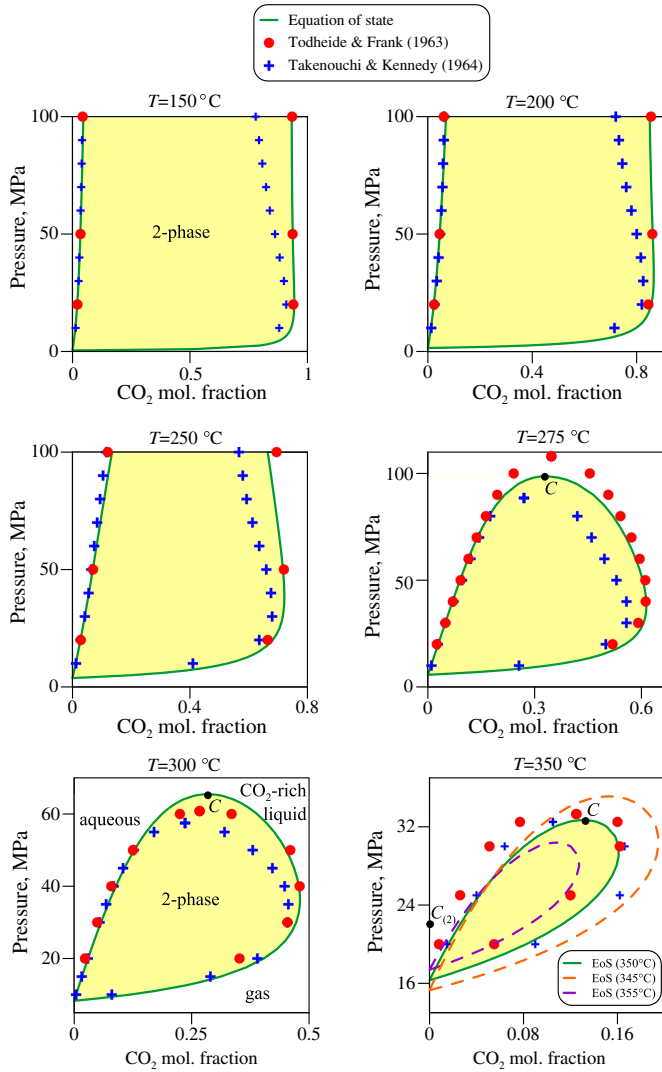 Equation of state
Todheide & Frank (1963)
Takenouchi & Kennedy (1964)
T=150 °C
Pressure, MPa
100
50
0
2-phase
0
0.5
1
CO2 mol. fraction
T=200 °C
Pressure, MPa
100
50
0
0
0.4
0.8
CO2 mol. fraction
T=250 °C
Pressure, MPa
100
50
0
0
0.4
0.8
CO2 mol. fraction
T=275 °C
Pressure, MPa
100
50
0
C
0
0.3
0.6
CO2 mol. fraction
T=300 °C
Pressure, MPa
60
40
20
aqueous
C
CO2-rich
liquid
2-phase
gas
0
0.25
0.5
CO2 mol. fraction
T=350 °C
Pressure, MPa
32
24
16
C
C(2)
EoS (350°C)
EoS (345°C)
EoS (355°C)
0
0.08
0.16
CO2 mol. fraction